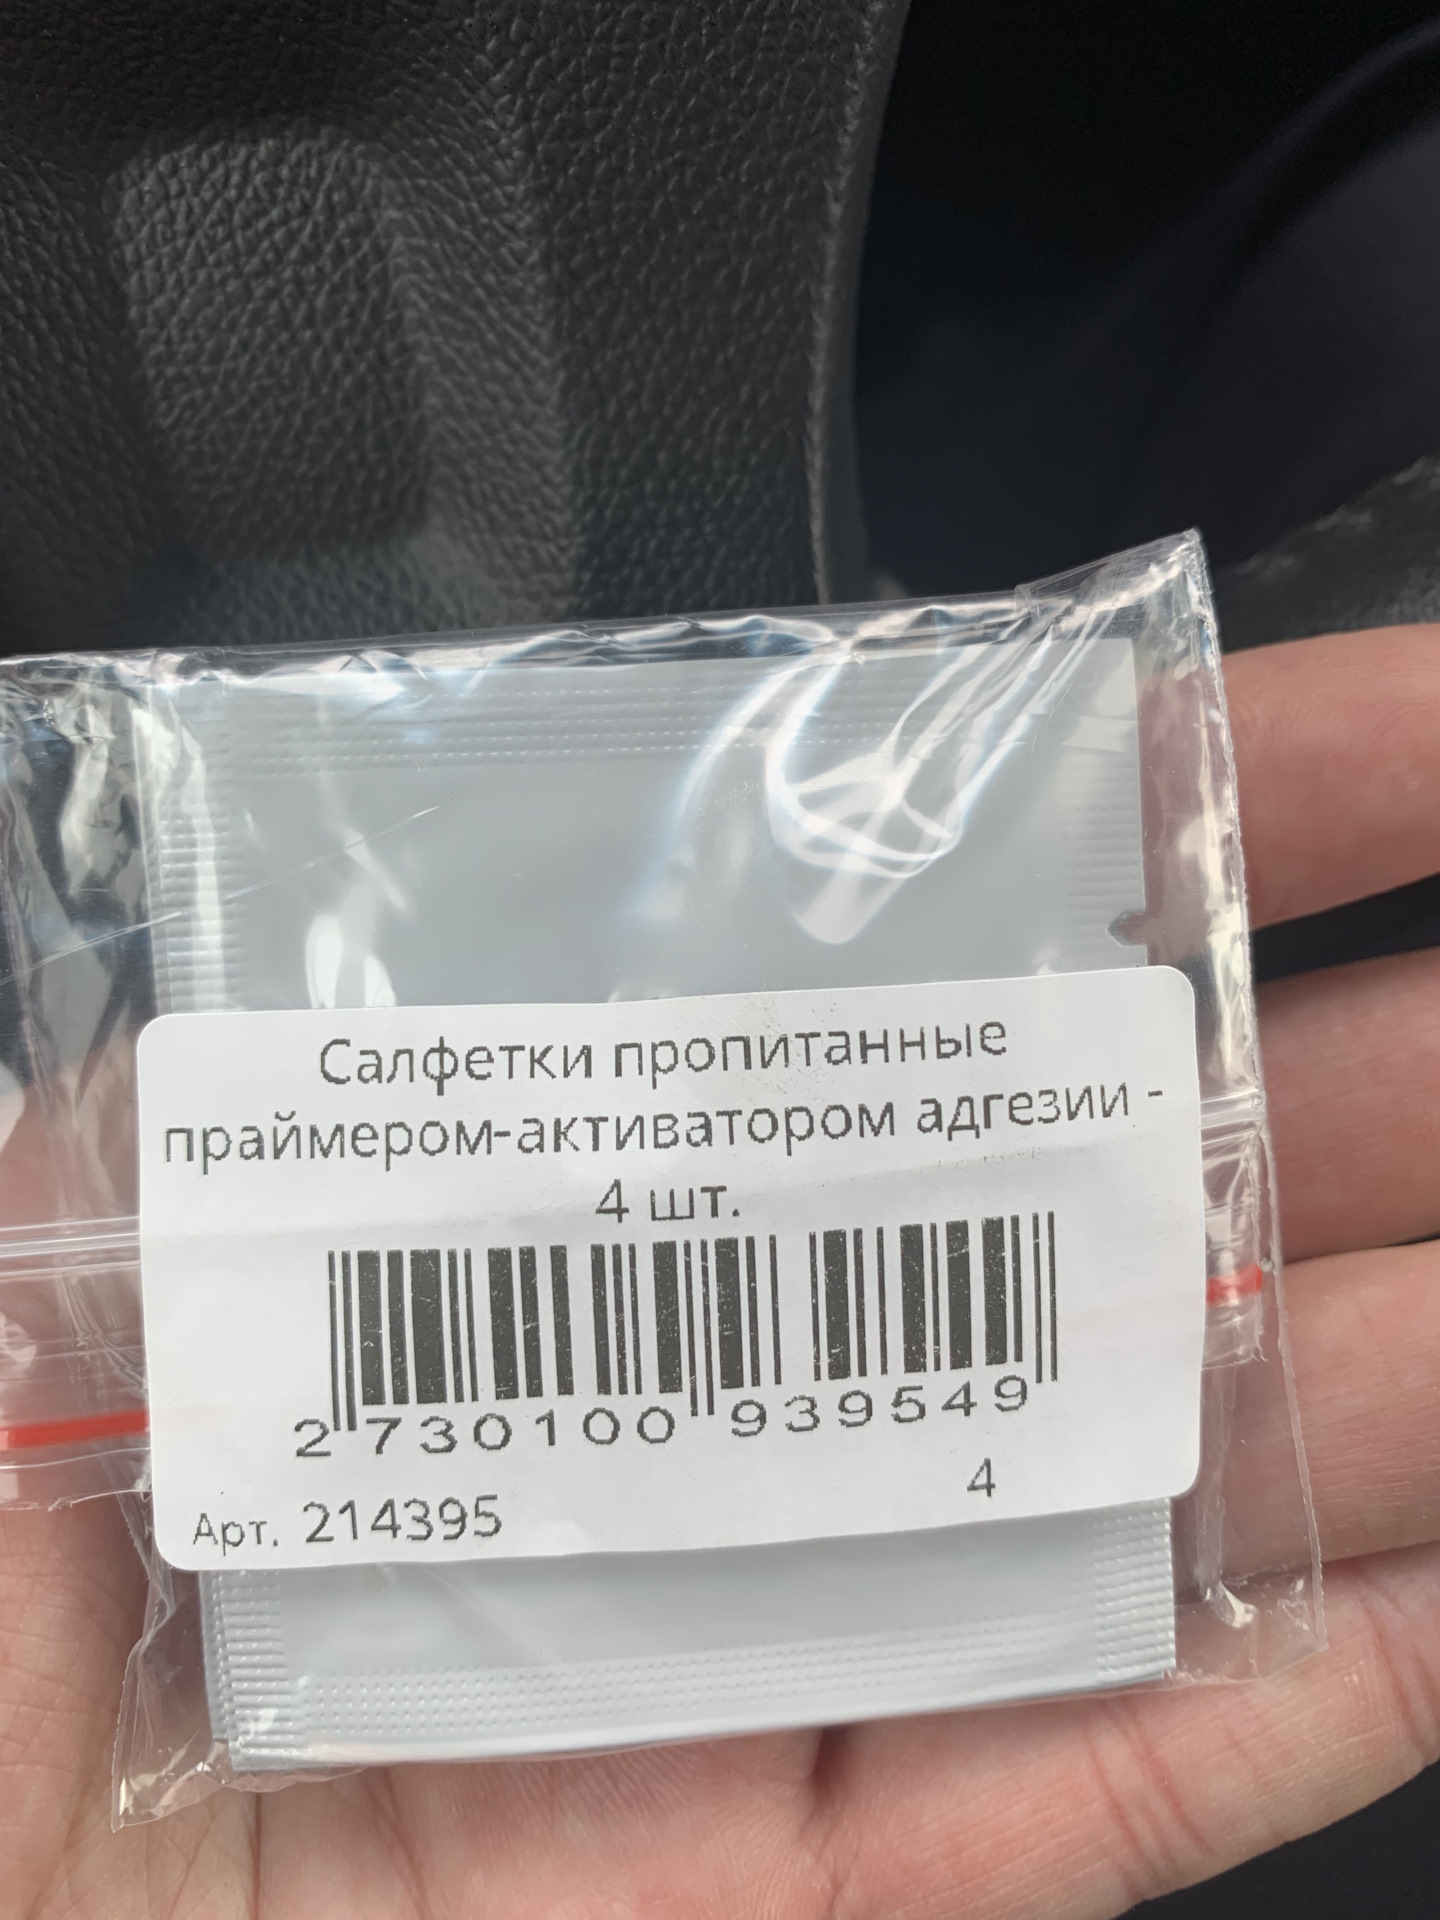 Салфетки пропитанные
праймером-активатором адгезии -
4 шт.
2 730100 939549
4
Арт. 214395